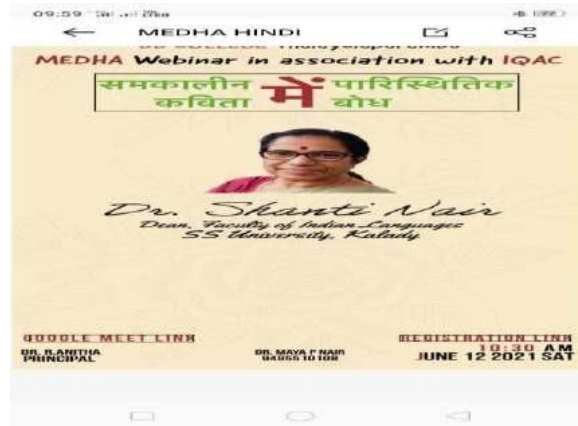 09:59
MEDHA HINDI
MEDHA Webinar in association with IQAC
समकालीन में पारिस्थितिक
कविता बोध
Dr. Shanti Nair
Dean, Faculty of Indian Languages
SS University, Kalady
GOOGLE MEET LINK
REGISTRATION LINK
DR. R.ANITHA
PRINCIPAL
DR. MAYA P NAIR
10:30 AM
JUNE 12 2021 SAT